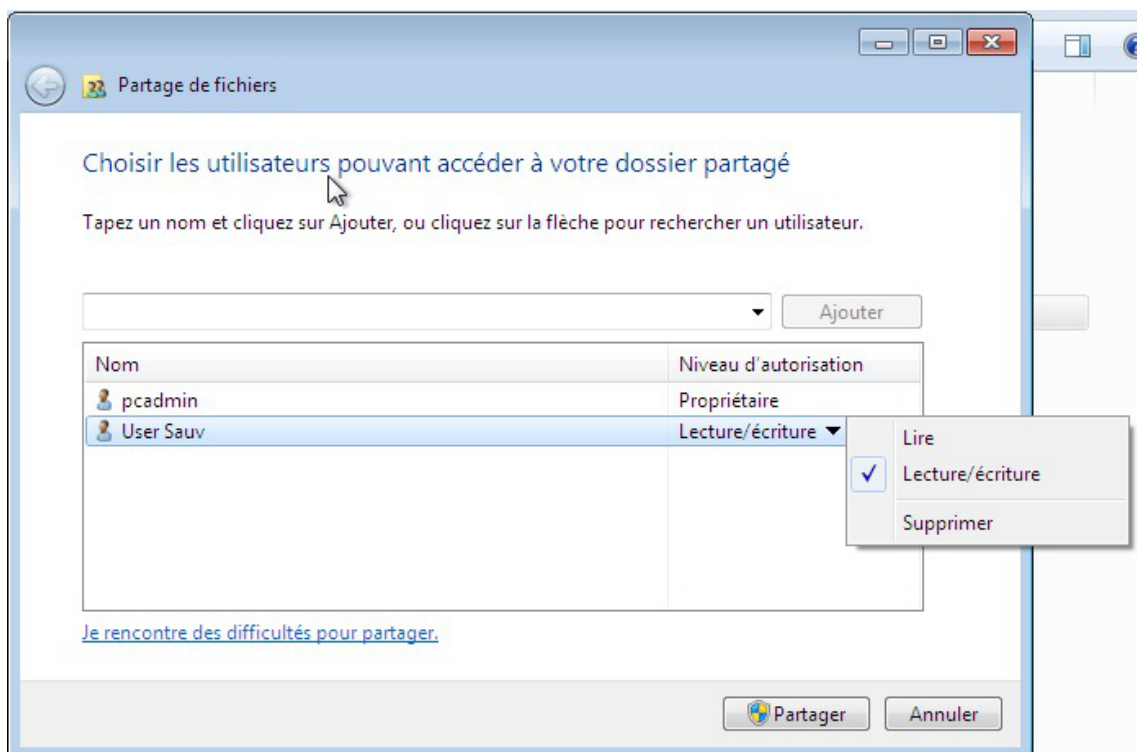 Partage de fichiers
Choisir les utilisateurs pouvant accéder à votre dossier partagé
Tapez un nom et cliquez sur Ajouter, ou cliquez sur la flèche pour rechercher un utilisateur.
Ajouter
Nom Niveau d'autorisation
pcadmin Propriétaire
User Sauv Lecture/écriture
Lire
Lecture/écriture
Supprimer
Je rencontre des difficultés pour partager.
Partager Annuler